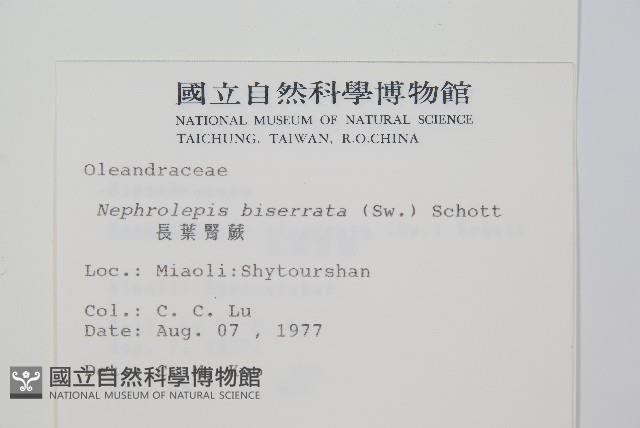 國立自然科學博物館
NATIONAL MUSEUM OF NATURAL SCIENCE
TAICHUNG, TAIWAN, R.O.CHINA
Oleandraceae
Nephrolepis biserrata (Sw.) Schott
長葉腎蕨
Loc.: Miaoli:Shytourshan
Col.: C. C. Lu
Date: Aug. 07 , 1977
國立自然科學博物館
NATIONAL MUSEUM OF NATURAL SCIENCE